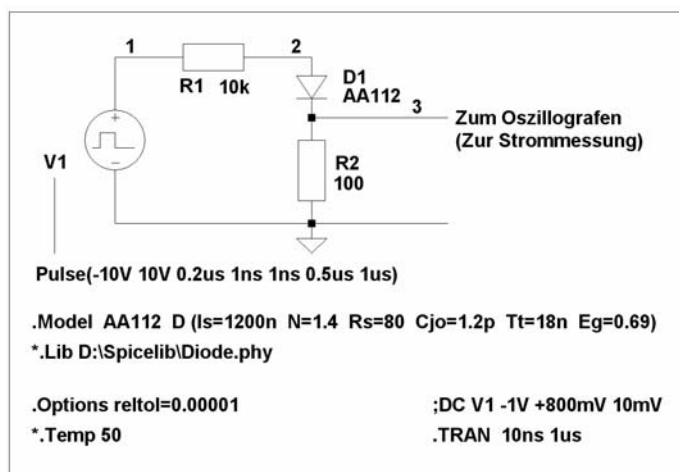 1
2
R1 10k
D1
AA112
3
Zum Oszillografen
(Zur Strommessung)
+
−
V1
R2
100
Pulse(-10V 10V 0.2us 1ns 1ns 0.5us 1us)
.Model AA112 D (Is=1200n N=1.4 Rs=80 Cjo=1.2p Tt=18n Eg=0.69)
*.Lib D:\Spicelib\Diode.phy
.Options reltol=0.00001
;DC V1 -1V +800mV 10mV
*.Temp 50
.TRAN 10ns 1us